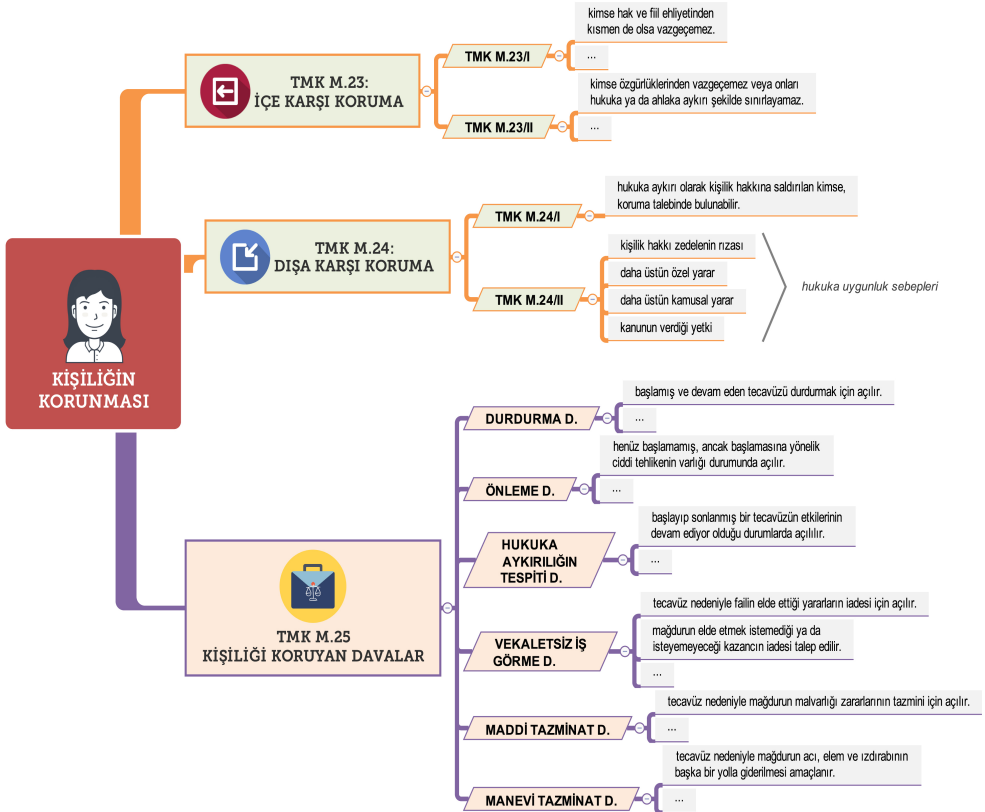 KİŞİLİĞİN
KORUNMASI
TMK M.23:
İÇE KARŞI KORUMA
TMK M.23/I
kimse hak ve fiil ehliyetinden
kısmen de olsa vazgeçemez.
...
TMK M.23/II
kimse özgürlüklerinden vazgeçemez veya onları
hukuka ya da ahlaka aykırı şekilde sınırlayamaz.
...
TMK M.24:
DIŞA KARŞI KORUMA
TMK M.24/I
hukuka aykırı olarak kişilik hakkına saldırılan kimse,
koruma talebinde bulunabilir.
TMK M.24/II
kişilik hakkı zedelenin rızası
daha üstün özel yarar
daha üstün kamusal yarar
kanunun verdiği yetki
hukuka uygunluk sebepleri
TMK M.25
KİŞİLİĞİ KORUYAN DAVALAR
DURDURMA D.
başlamış ve devam eden tecavüzü durdurmak için açılır.
...
ÖNLEME D.
henüz başlamamış, ancak başlamasına yönelik
ciddi tehlikenin varlığı durumunda açılır.
...
HUKUKA
AYKIRILIĞIN
TESPİTİ D.
başlayıp sonlanmış bir tecavüzün etkilerinin
devam ediyor olduğu durumlarda açılılır.
...
VEKALETSİZ İŞ
GÖRME D.
tecavüz nedeniyle failin elde ettiği yararların iadesi için açılır.
mağdurun elde etmek istemediği ya da
isteyemeyeceği kazancın iadesi talep edilir.
...
MADDİ TAZMİNAT D.
tecavüz nedeniyle mağdurun malvarlığı zararlarının tazmini için açılır.
...
MANEVİ TAZMİNAT D.
tecavüz nedeniyle mağdurun acı, elem ve ızdırabının
başka bir yolla giderilmesi amaçlanır.
...